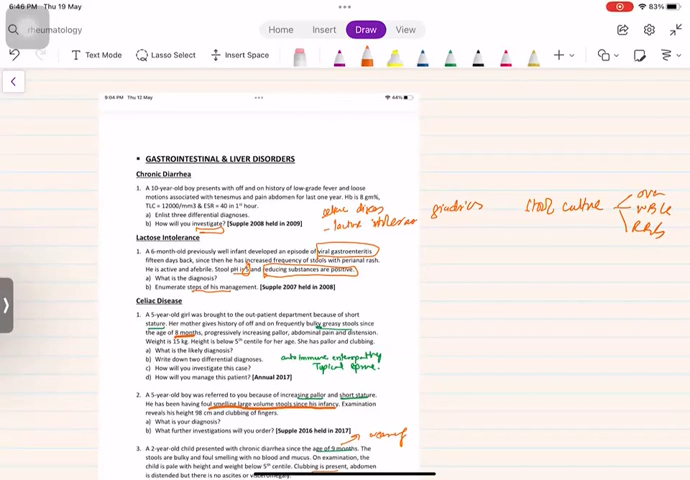 6:46 PM Thu 19 May
83%
rheumatology
Home Insert Draw View
Text Mode Lasso Select Insert Space
9:04 PM Thu 12 May
44%
GASTROINTESTINAL & LIVER DISORDERS
Chronic Diarrhea
1. A 10-year-old boy presents with off and on history of low-grade fever and loose
motions associated with tenesmus and pain abdomen for last one year. Hb is 8 gm%,
TLC = 12000/mm3 & ESR = 40 in 1st hour.
a) Enlist three differential diagnoses.
b) How will you investigate? [Supple 2008 held in 2009]
- lactose
Stool culture
WBC
RBCs
Lactose Intolerance
1. A 6-month-old previously well infant developed an episode of viral gastroenteritis
fifteen days back, since then he has increased frequency of stools with perianal rash.
He is active and afebrile. Stool pH is 5 and reducing substances are positive.
a) What is the diagnosis?
b) Enumerate steps of his management. [Supple 2007 held in 2008]
Celiac Disease
1. A 5-year-old girl was brought to the out-patient department because of short
stature. Her mother gives history of off and on frequently bulky greasy stools since
the age of 8 months, progressively increasing pallor, abdominal pain and distension.
Weight is 15 kg. Height is below 5th centile for her age. She has pallor and clubbing.
a) What is the likely diagnosis?
b) Write down two differential diagnoses.
c) How will you investigate this case?
d) How will you manage this patient? [Annual 2017]
autoimmune enteropathy
Topical
2. A 5-year-old boy was referred to you because of increasing pallor and short stature.
He has been having foul smelling large volume stools since his infancy. Examination
reveals his height 98 cm and clubbing of fingers.
a) What is your diagnosis?
b) What further investigations will you order? [Supple 2016 held in 2017]
3. A 2-year-old child presented with chronic diarrhea since the age of 9 months. The
stools are bulky and foul smelling with no blood and mucus. On examination, the
child is pale with height and weight below 5th centile. Clubbing is present, abdomen
is distended but there is no ascites or visceromegaly.